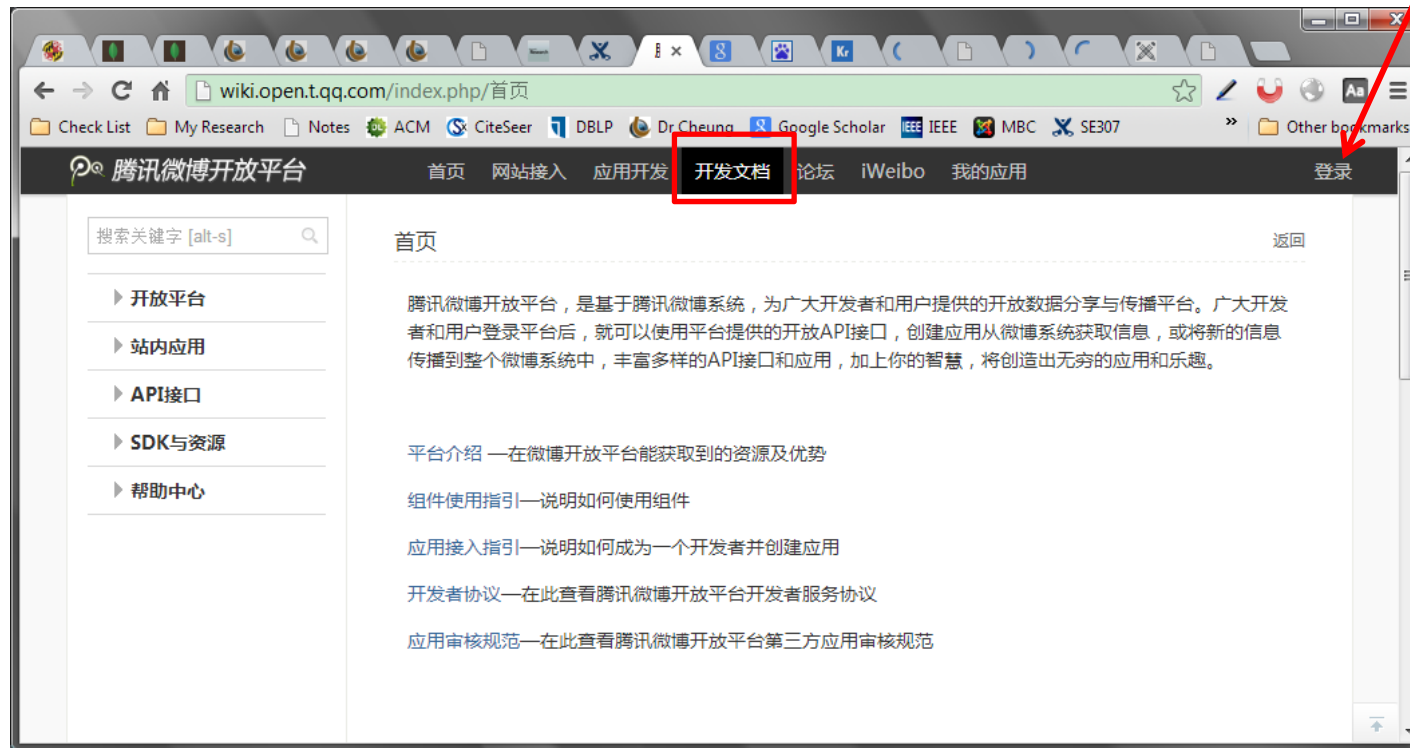 Kr
wiki.open.t.qq.com/index.php/首页
Aa
Check List My Research Notes ACM CiteSeer DBLP Dr Cheung Google Scholar IEEE IEEE MBC SE307 » Other bookmarks
腾讯微博开放平台 首页 网站接入 应用开发 开发文档 论坛 iWeibo 我的应用 登录
搜索关键字 [alt-s]
开放平台
站内应用
API接口
SDK与资源
帮助中心
首页 返回
腾讯微博开放平台，是基于腾讯微博系统，为广大开发者和用户提供的开放数据分享与传播平台。广大开发
者和用户登录平台后，就可以使用平台提供的开放API接口，创建应用从微博系统获取信息，或将新的信息
传播到整个微博系统中，丰富多样的API接口和应用，加上你的智慧，将创造出无穷的应用和乐趣。
平台介绍 —在微博开放平台能获取到的资源及优势
组件使用指引—说明如何使用组件
应用接入指引—说明如何成为一个开发者并创建应用
开发者协议—在此查看腾讯微博开放平台开发者服务协议
应用审核规范—在此查看腾讯微博开放平台第三方应用审核规范